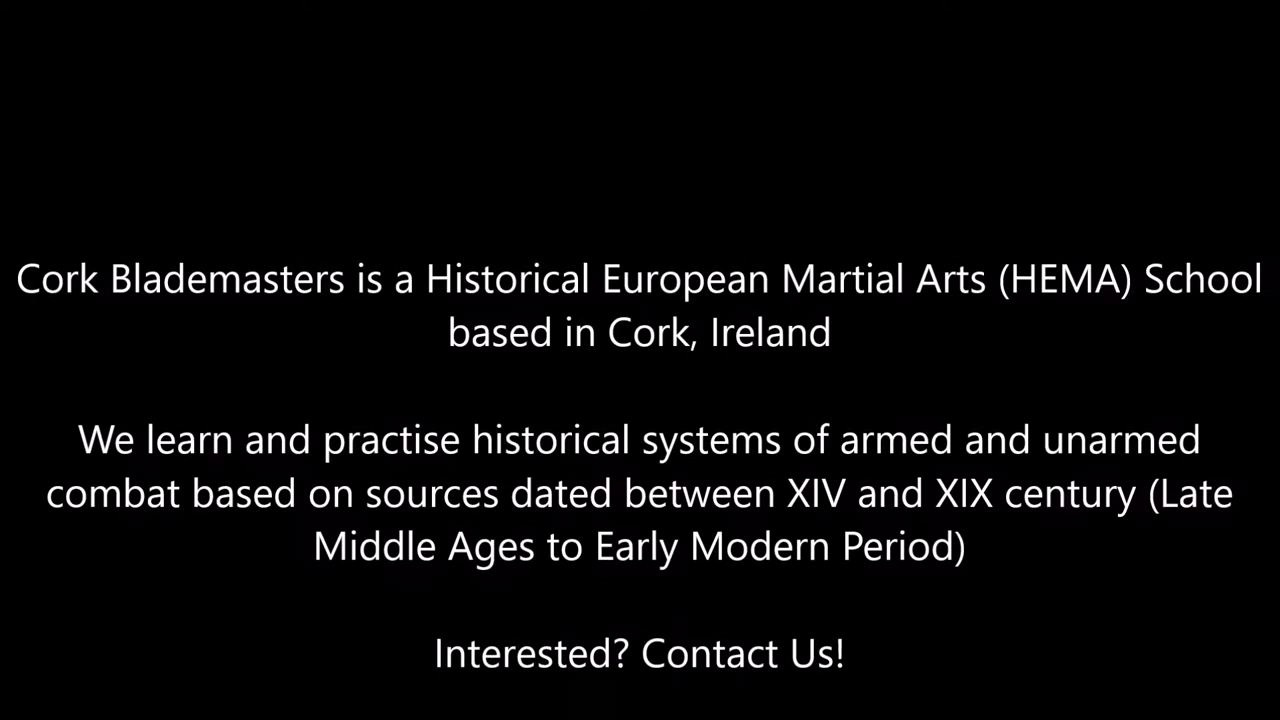 Cork Blademasters is a Historical European Martial Arts (HEMA) School
based in Cork, Ireland
We learn and practise historical systems of armed and unarmed
combat based on sources dated between XIV and XIX century (Late
Middle Ages to Early Modern Period)
Interested? Contact Us!